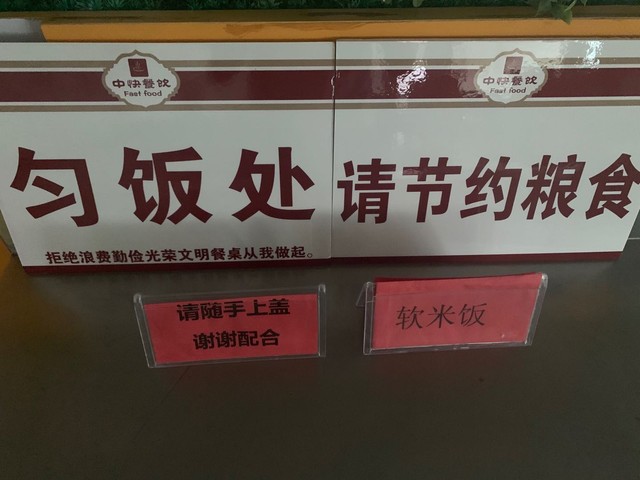 中快餐饮
Fast food
匀饭处
拒绝浪费勤俭光荣文明餐桌从我做起。
中快餐饮
Fast food
请节约粮食
请随手上盖
谢谢配合
软米饭